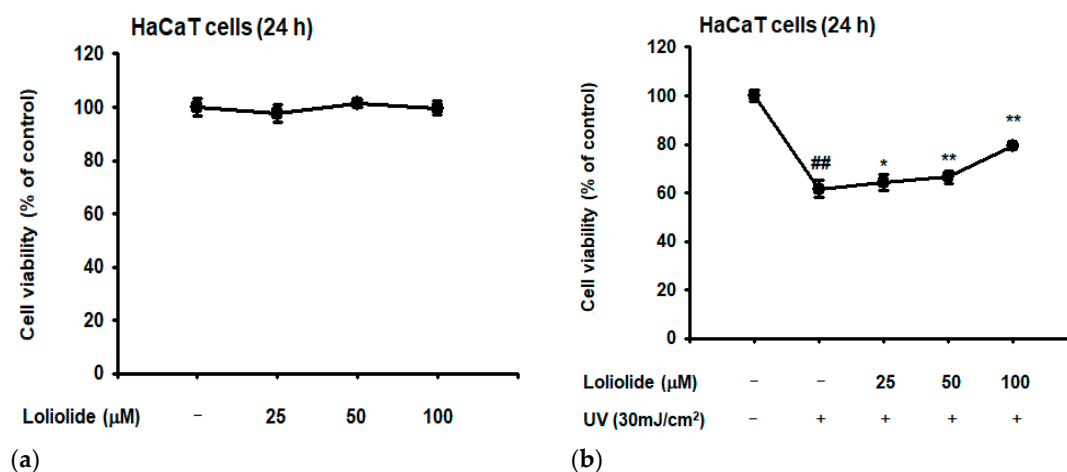 HaCaT cells (24 h)
Cell viability (% of control)
120
100
80
60
40
20
0
Loliolide (μM) – 25 50 100
(a)
HaCaT cells (24 h)
Cell viability (% of control)
120
100
80
60
40
20
0
## * ** **
Loliolide (μM) – – 25 50 100
UV (30mJ/cm²) – + + + +
(b)